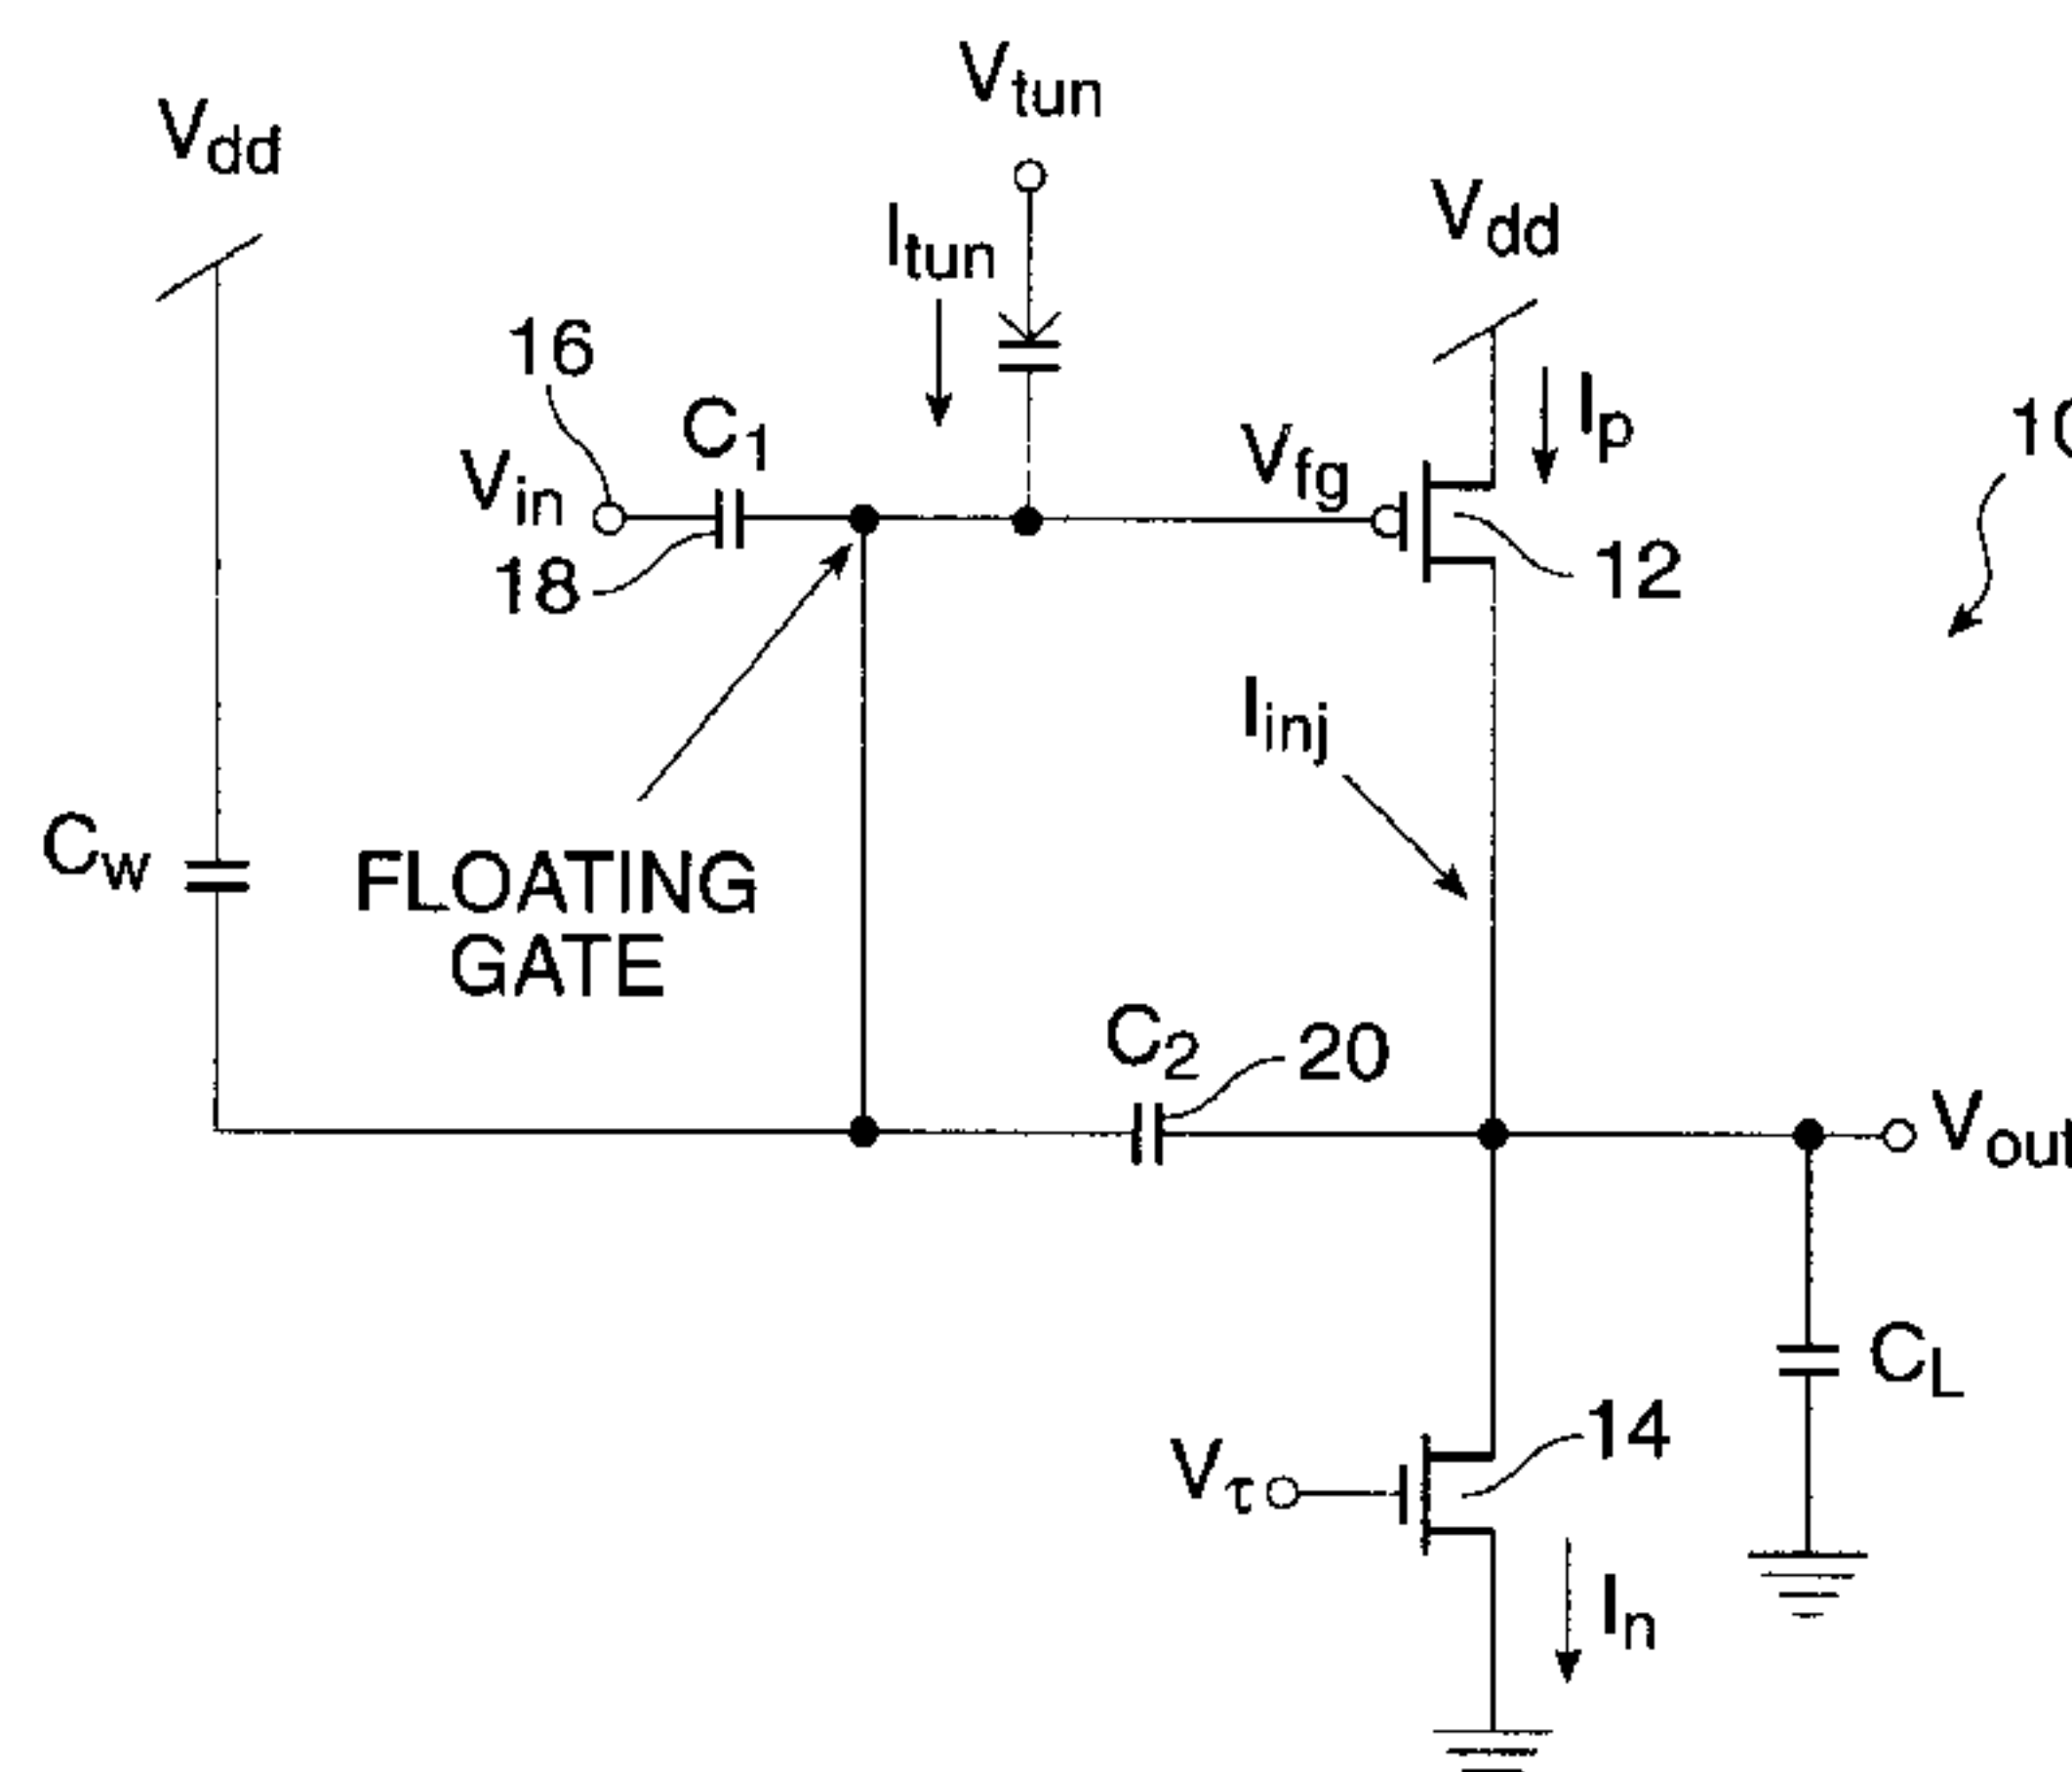 Vtun
Vdd
Vdd
Itun
16
C1
Ip
Vin
Vfg
18
12
Iinj
Cw
FLOATING
GATE
C2
20
Vout
CL
14
Vτ
In